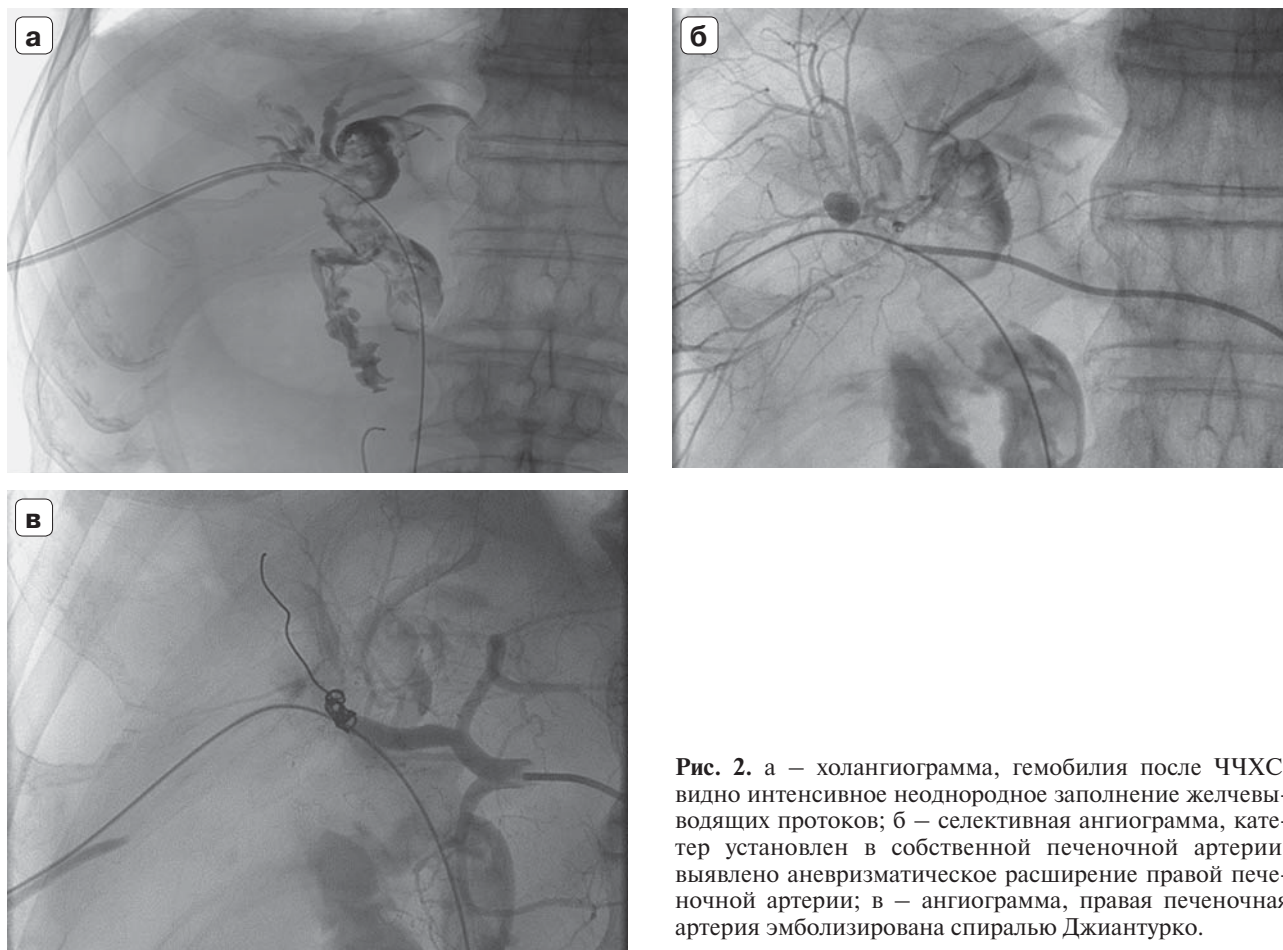 а
б
в
Рис. 2. а – холангиограмма, гемобилия после ЧЧХС
видно интенсивное неоднородное заполнение желчевы-
водящих протоков; б – селективная ангиограмма, кате-
тер установлен в собственной печеночной артерии
выявлено аневризматическое расширение правой пече-
ночной артерии; в – ангиограмма, правая печеночная
артерия эмболизирована спиралью Джиантурко.